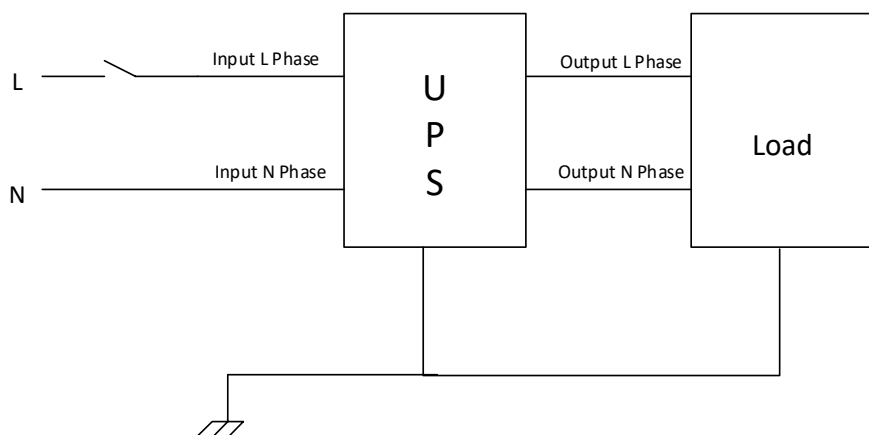 L
Input L Phase
Output L Phase
N
Input N Phase
Output N Phase
U
P
S
Load